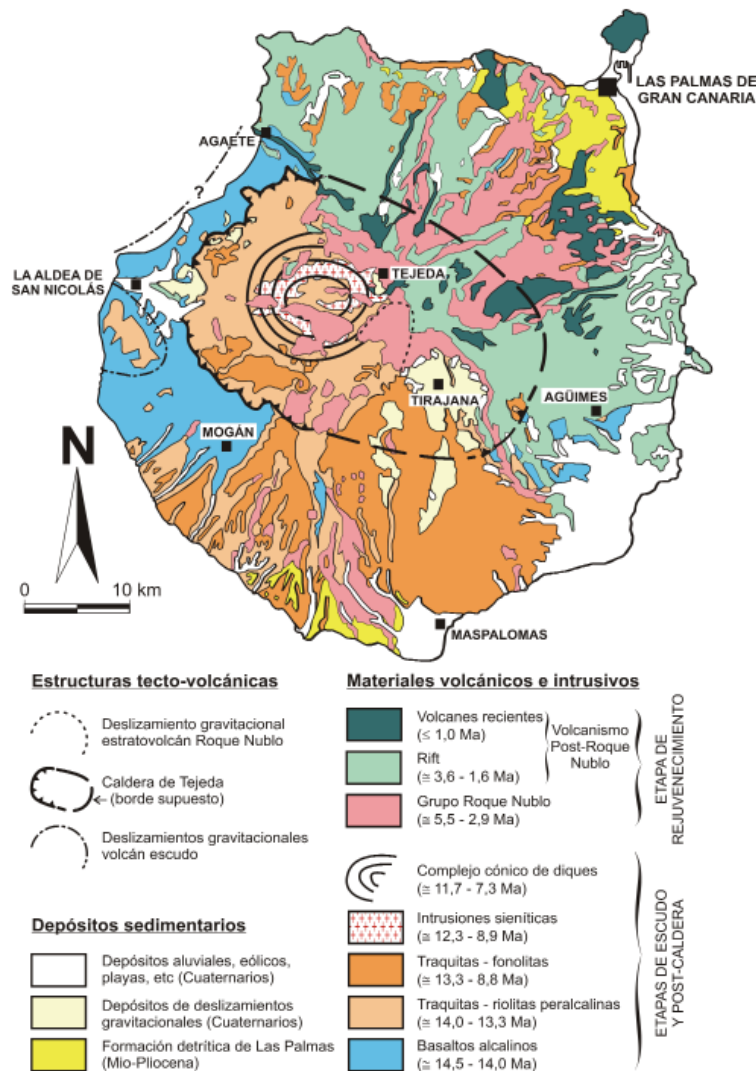 LAS PALMAS DE
GRAN CANARIA
AGAETE
?
TEJEDA
LA ALDEA DE
SAN NICOLÁS
TIRAJANA
AGÜIMES
MOGÁN
N
0 10 km
MASPALOMAS
Estructuras tecto-volcánicas
Deslizamiento gravitacional
estratovolcán Roque Nublo
Caldera de Tejeda
(borde supuesto)
Deslizamientos gravitacionales
volcán escudo
Depósitos sedimentarios
Depósitos aluviales, eólicos,
playas, etc (Cuaternarios)
Depósitos de deslizamientos
gravitacionales (Cuaternarios)
Formación detrítica de Las Palmas
(Mio-Pliocena)
Materiales volcánicos e intrusivos
Volcanes recientes
(≤ 1,0 Ma)
Rift
(≅ 3,6 - 1,6 Ma)
Volcanismo
Post-Roque
Nublo
Grupo Roque Nublo
(≅ 5,5 - 2,9 Ma)
ETAPA DE
REJUVENECIMIENTO
Complejo cónico de diques
(≅ 11,7 - 7,3 Ma)
Intrusiones sieníticas
(≅ 12,3 - 8,9 Ma)
Traquitas - fonolitas
(≅ 13,3 - 8,8 Ma)
Traquitas - riolitas peralcalinas
(≅ 14,0 - 13,3 Ma)
Basaltos alcalinos
(≅ 14,5 - 14,0 Ma)
ETAPAS DE ESCUDO
Y POST-CALDERA